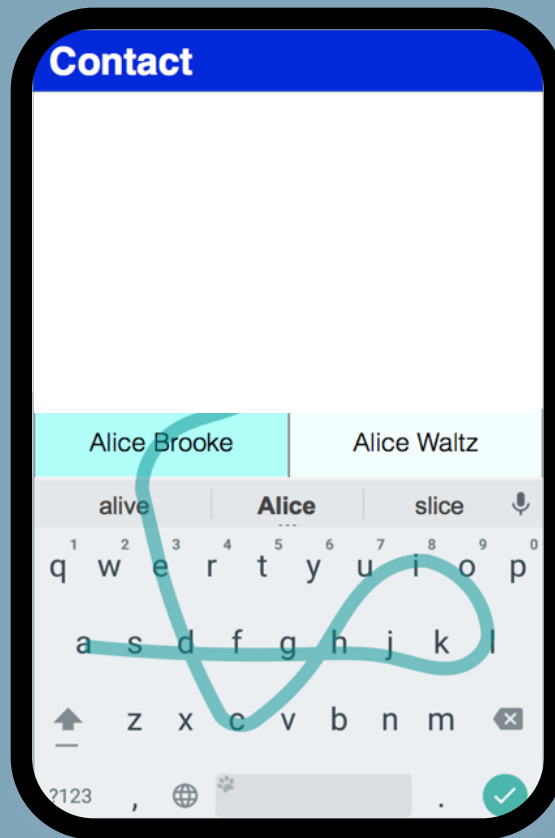 Contact
Alice Brooke Alice Waltz
alive Alice slice
1 2 3 4 5 6 7 8 9 0
q w e r t y u i o p
a s d f g h j k l
z x c v b n m
?123 , .